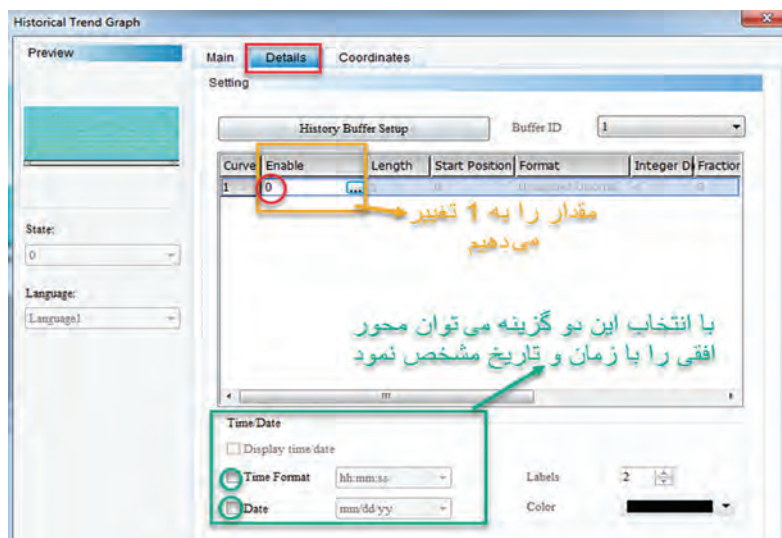 Historical Trend Graph
Preview
Main Details Coordinates
Setting
History Buffer Setup Buffer ID 1
Curve Enable Length Start Position Format Integer Di Fraction
1 0 ...
مقدار را به 1 تغییر
می‌دهیم
State:
0
Language:
Language1
با انتخاب این دو گزینه می‌توان محور
افقی را با زمان و تاریخ مشخص نمود
Time/Date
Display time/date
Time Format hh:mm:ss Labels 2
Date mm/dd/yy Color